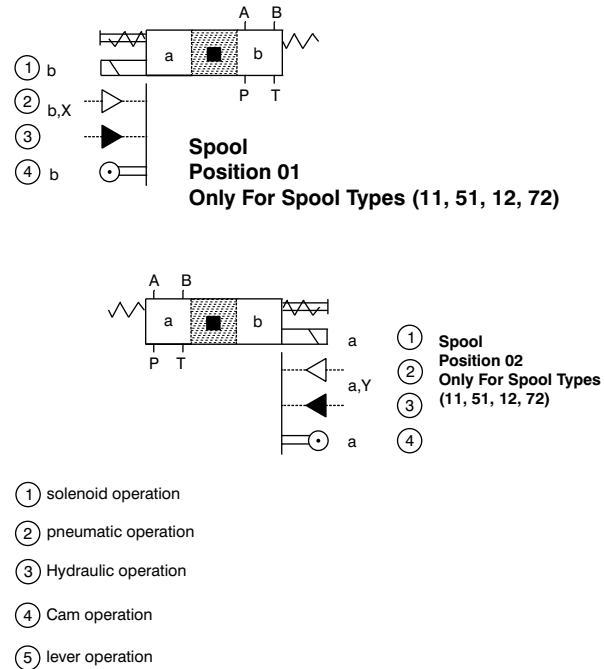 A B
a b
1 b
P T
2 b,X
3
4 b
Spool
Position 01
Only For Spool Types (11, 51, 12, 72)
A B
a b
P T
a 1
Spool
Position 02
Only For Spool Types
(11, 51, 12, 72)
a,Y 2
3
a 4
1 solenoid operation
2 pneumatic operation
3 Hydraulic operation
4 Cam operation
5 lever operation